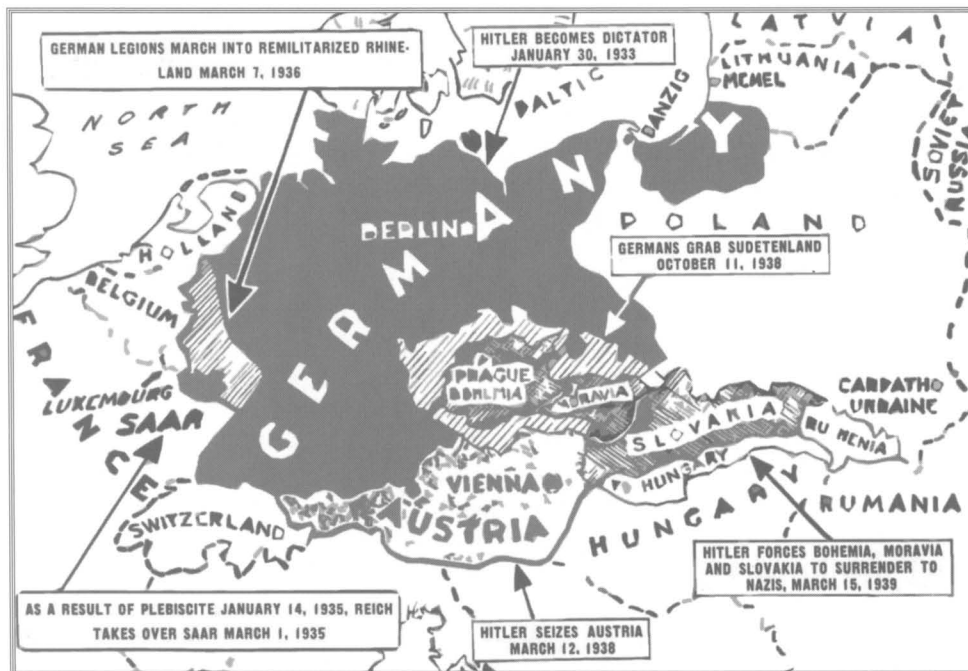 GERMAN LEGIONS MARCH INTO REMILITARIZED RHINE-
LAND MARCH 7, 1936
HITLER BECOMES DICTATOR
JANUARY 30, 1933
LATVIA
LITHUANIA
MEMEL
NORTH
SEA
BALTIC
DANZIG
SOVIET
RUSSIA
HOLLAND
BERLIN
GERMANY
POLAND
GERMANS GRAB SUDETENLAND
OCTOBER 11, 1938
BELGIUM
FRANCE
LUXEMBOURG
SAAR
PRAGUE
BOHEMIA
MORAVIA
SLOVAKIA
CARPATHO
UKRAINE
RUMENIA
TO HUNGARY
VIENNA
AUSTRIA
SWITZERLAND
HUNGARY
RUMANIA
HITLER FORCES BOHEMIA, MORAVIA
AND SLOVAKIA TO SURRENDER TO
NAZIS, MARCH 15, 1939
AS A RESULT OF PLEBISCITE JANUARY 14, 1935, REICH
TAKES OVER SAAR MARCH 1, 1935
HITLER SEIZES AUSTRIA
MARCH 12, 1938